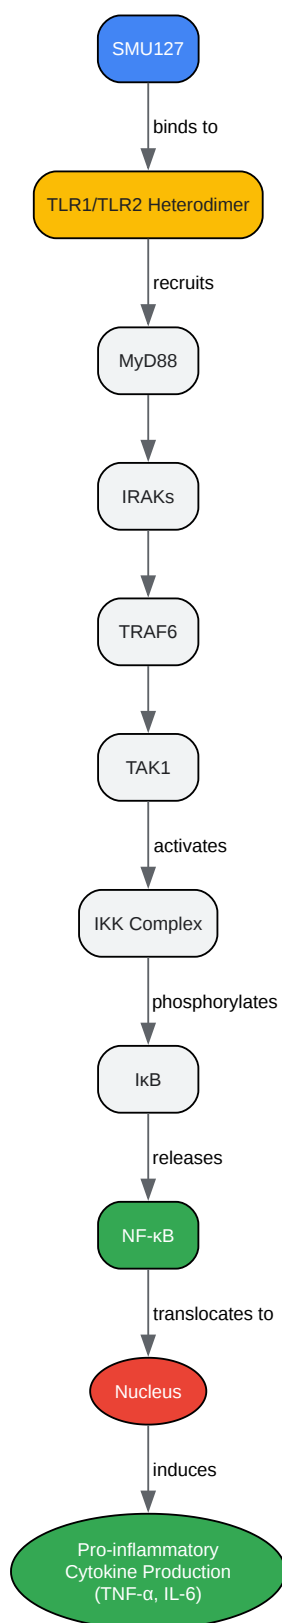 SMU127
binds to
TLR1/TLR2 Heterodimer
recruits
MyD88
IRAKs
TRAF6
TAK1
activates
IKK Complex
phosphorylates
IκB
releases
NF-κB
translocates to
Nucleus
induces
Pro-inflammatory
Cytokine Production
(TNF-α, IL-6)